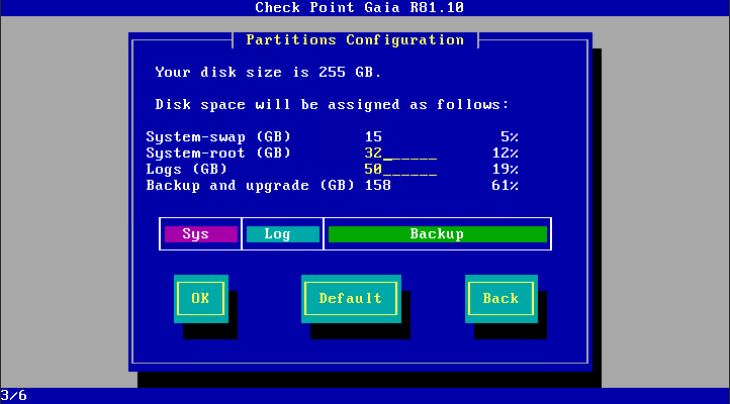 Check Point Gaia R81.10
Partitions Configuration
Your disk size is 255 GB.
Disk space will be assigned as follows:
System-swap (GB) 15 5%
System-root (GB) 32______ 12%
Logs (GB) 50______ 19%
Backup and upgrade (GB) 158 61%
Sys Log Backup
OK Default Back
3/6